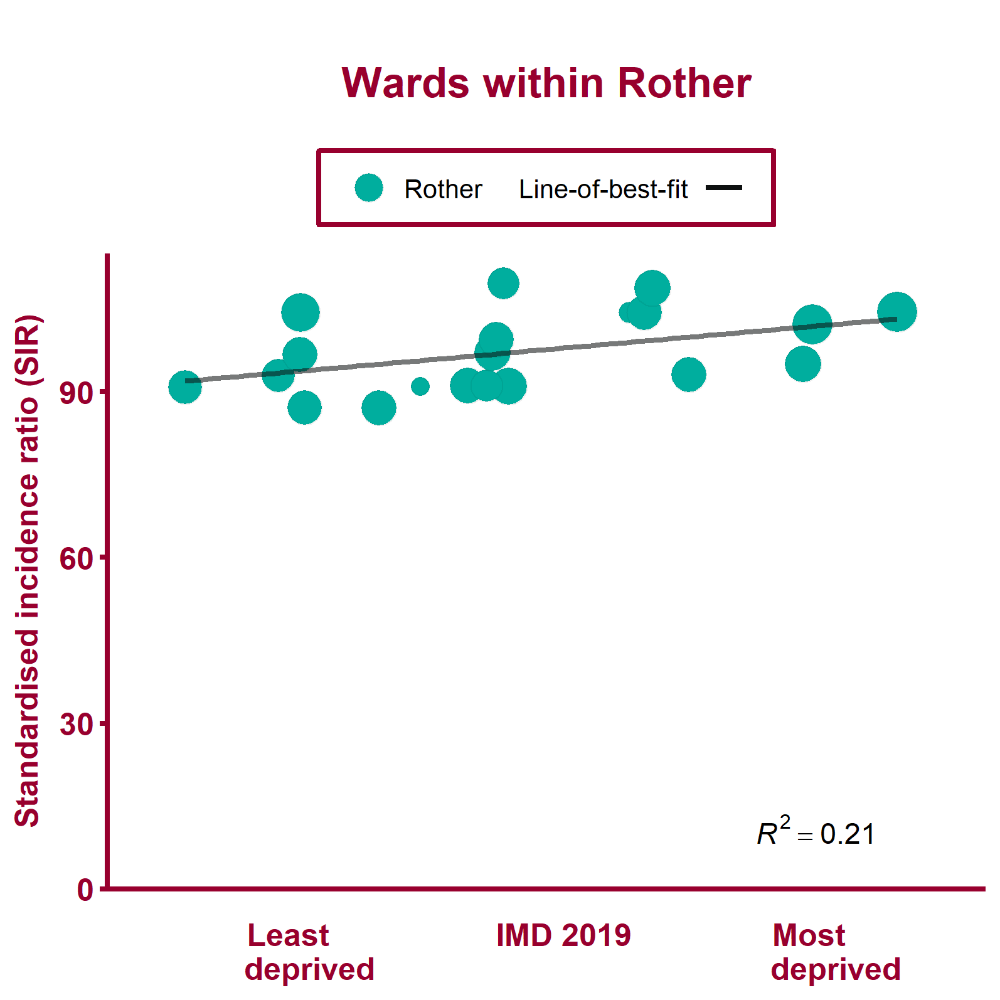 Wards within Rother
Rother Line-of-best-fit
Standardised incidence ratio (SIR)
90
60
30
0
R² = 0.21
Least
deprived
IMD 2019
Most
deprived